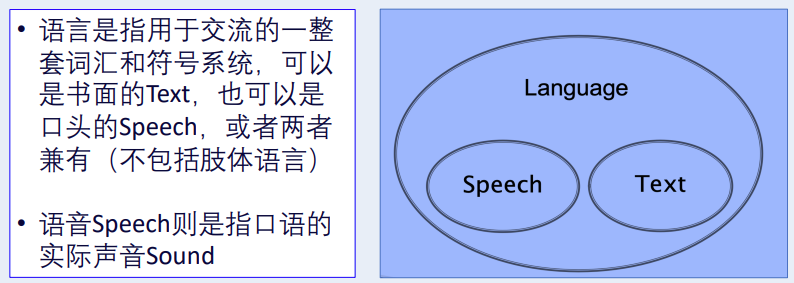 • 语言是指用于交流的一整
套词汇和符号系统，可以
是书面的Text，也可以是
口头的Speech，或者两者
兼有（不包括肢体语言）
• 语音Speech则是指口语的
实际声音Sound
Language
Speech
Text